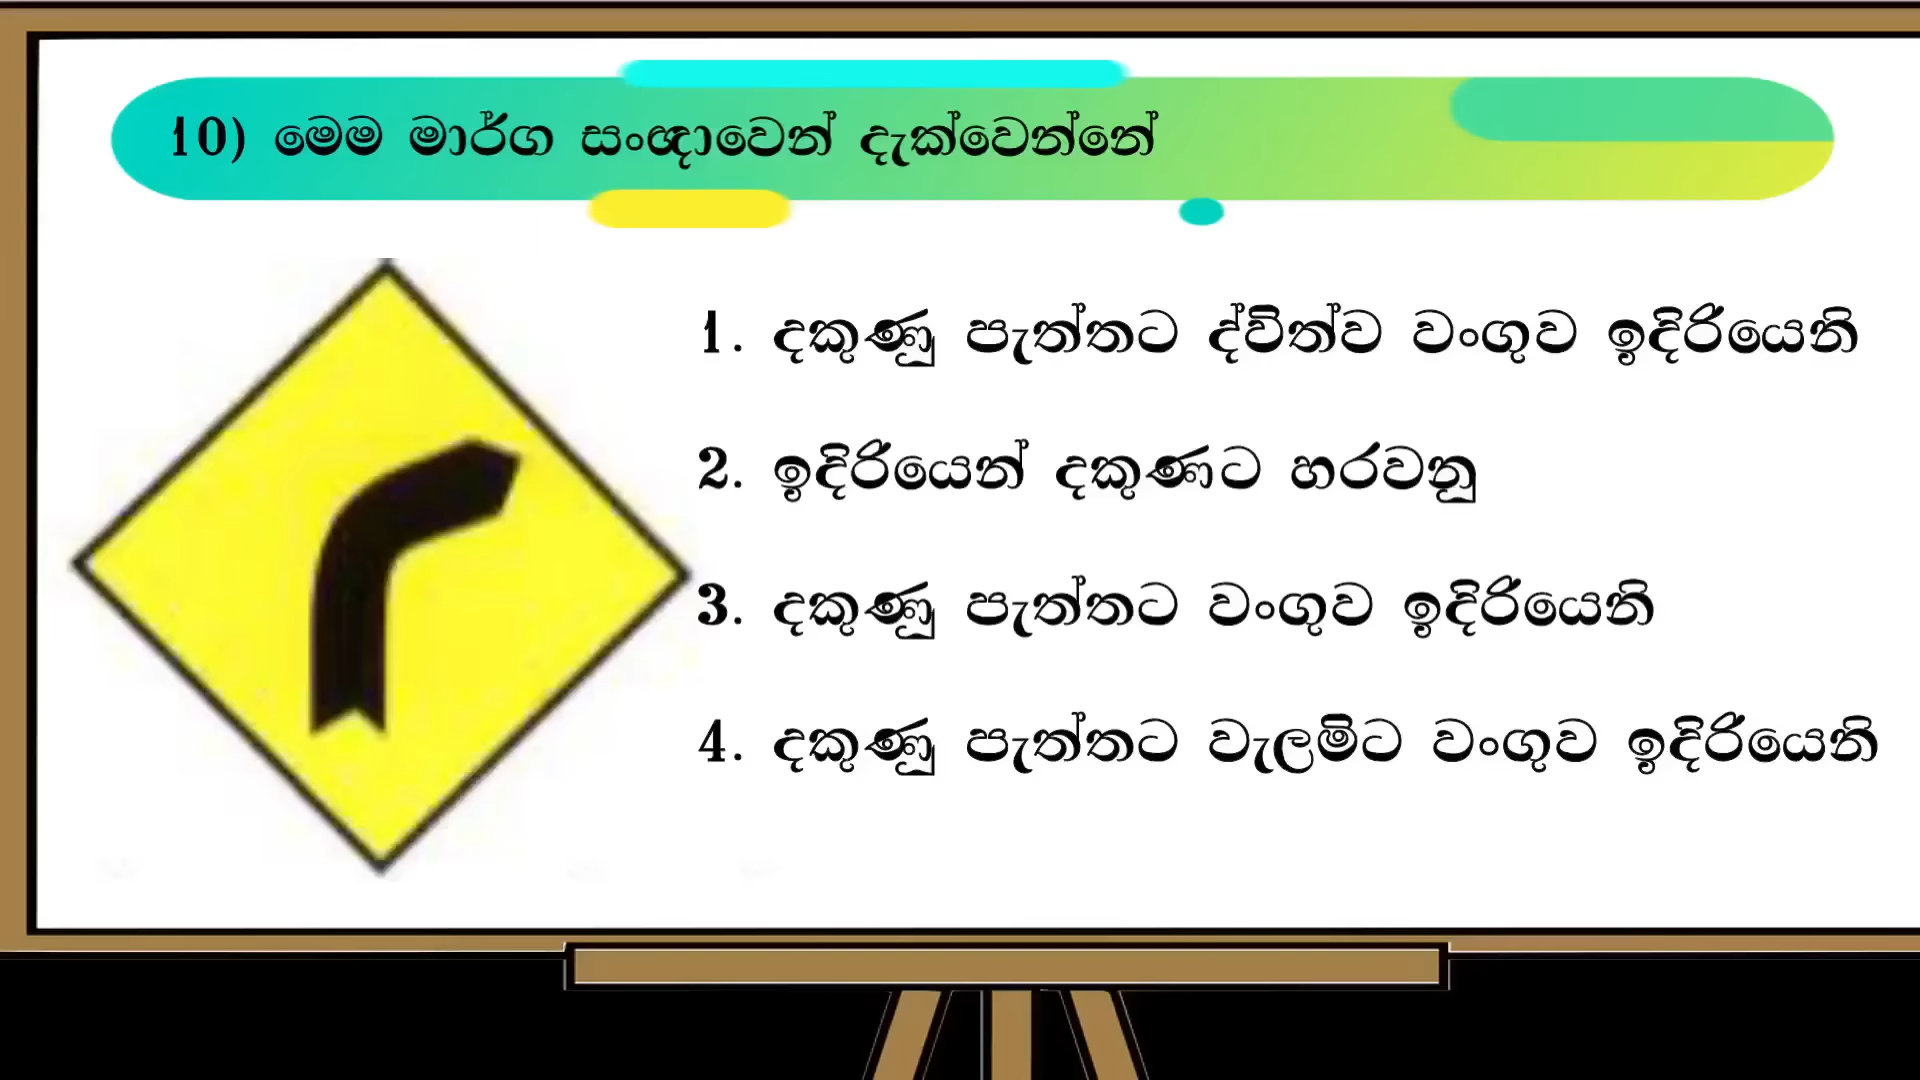 10) මෙම මාර්ග සංඥාවෙන් දැක්වෙන්නේ
1. දකුණු පැත්තට ද්විත්ව වංගුව ඉදිරියෙනි
2. ඉදිරියෙන් දකුණට හරවනු
3. දකුණු පැත්තට වංගුව ඉදිරියෙනි
4. දකුණු පැත්තට වැලමිට වංගුව ඉදිරියෙනි